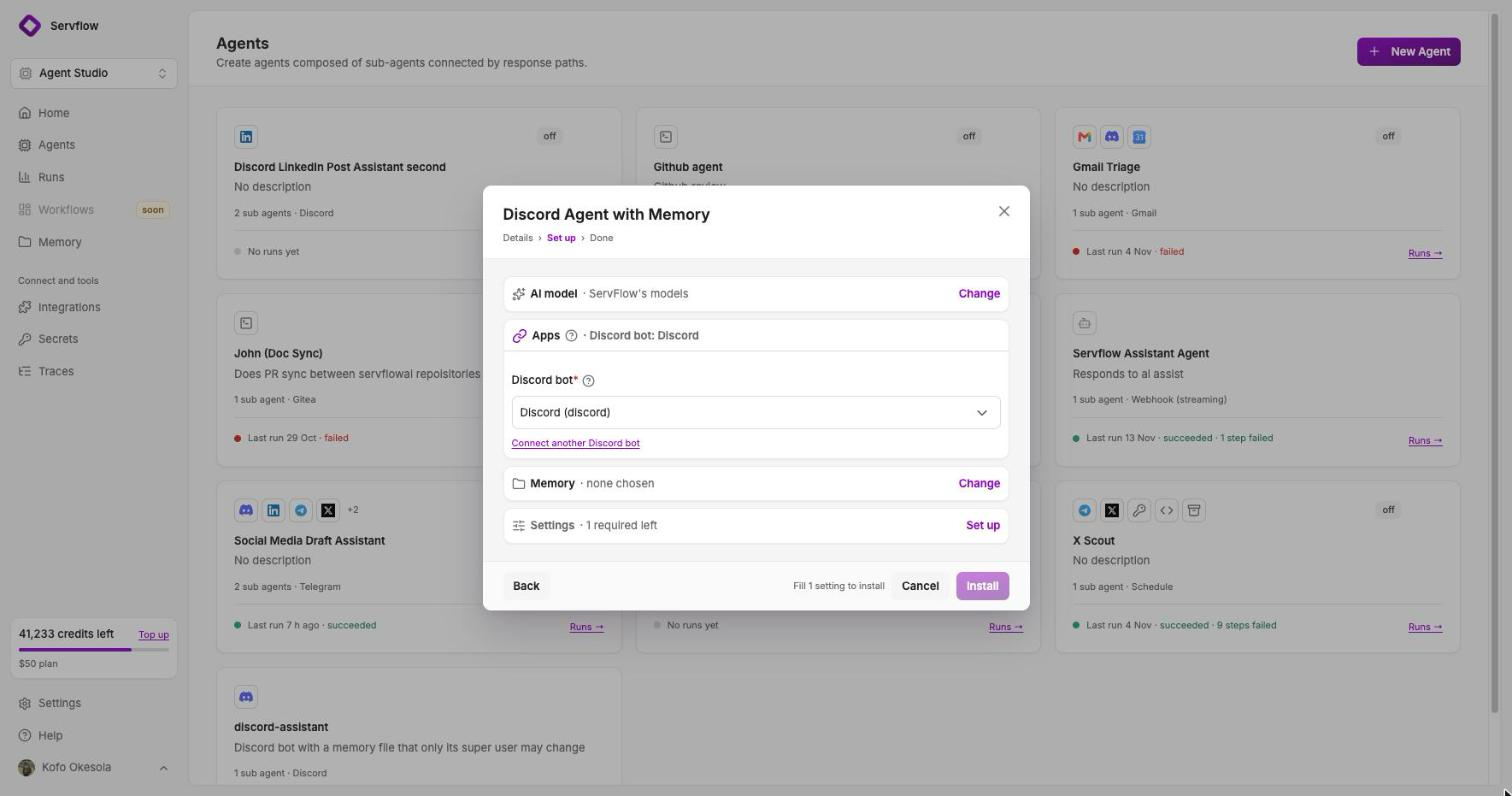 Servflow
Agent Studio
Home
Agents
Runs
Workflows soon
Memory
Connect and tools
Integrations
Secrets
Traces
41,233 credits left Top up
$50 plan
Settings
Help
Kofo Okesola
Agents
Create agents composed of sub-agents connected by response paths.
+ New Agent
off
Discord LinkedIn Post Assistant second
No description
2 sub agents · Discord
No runs yet
off
Github agent
31
off
Gmail Triage
No description
1 sub agent · Gmail
Last run 4 Nov · failed
Runs →
John (Doc Sync)
Does PR sync between servflowai repoisitories
1 sub agent · Gitea
Last run 29 Oct · failed
Servflow Assistant Agent
Responds to ai assist
1 sub agent · Webhook (streaming)
Last run 13 Nov · succeeded · 1 step failed
Runs →
+2
Social Media Draft Assistant
No description
2 sub agents · Telegram
Last run 7 h ago · succeeded
Runs →
No runs yet
Runs →
off
X Scout
No description
1 sub agent · Schedule
Last run 4 Nov · succeeded · 9 steps failed
Runs →
discord-assistant
Discord bot with a memory file that only its super user may change
1 sub agent · Discord
Discord Agent with Memory
Details › Set up › Done
AI model · ServFlow's models Change
Apps ? · Discord bot: Discord
Discord bot* ?
Discord (discord)
Connect another Discord bot
Memory · none chosen Change
Settings · 1 required left Set up
Back
Fill 1 setting to install
Cancel
Install